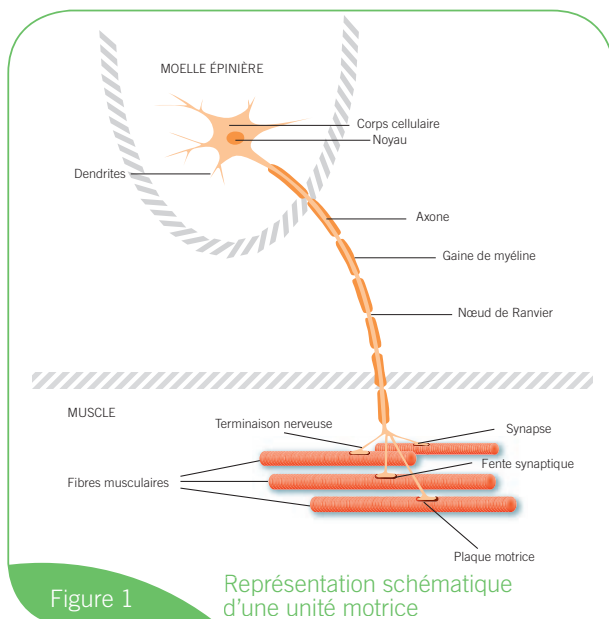 MOELLE ÉPINIÈRE
Corps cellulaire
Noyau
Dendrites
Axone
Gaine de myéline
Nœud de Ranvier
MUSCLE
Terminaison nerveuse
Synapse
Fente synaptique
Fibres musculaires
Plaque motrice
Figure 1
Représentation schématique
d'une unité motrice